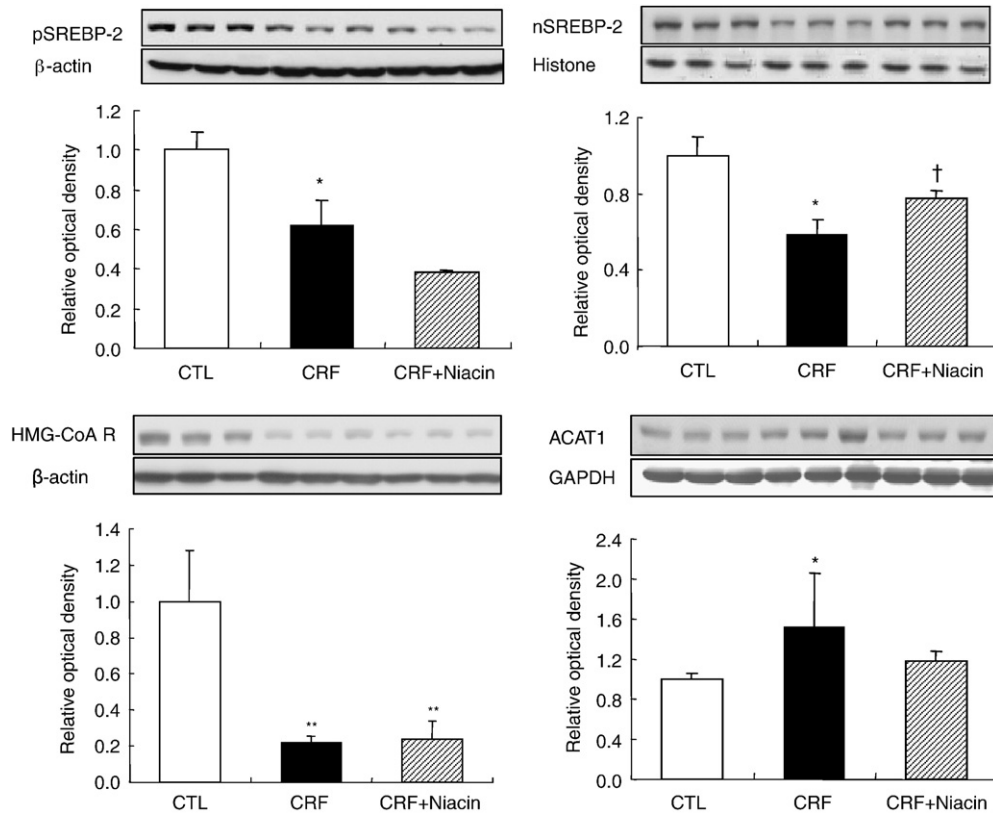 pSREBP-2
β-actin
Relative optical density
1.2
1.0
0.8
0.6
0.4
0.2
0.0
*
CTL
CRF
CRF+Niacin
nSREBP-2
Histone
Relative optical density
1.2
0.8
0.4
0.0
*
†
CTL
CRF
CRF+Niacin
HMG-CoA R
β-actin
Relative optical density
1.4
1.2
1.0
0.8
0.6
0.4
0.2
0.0
**
**
CTL
CRF
CRF+Niacin
ACAT1
GAPDH
Relative optical density
2.4
2.0
1.6
1.2
1.2
0.8
0.4
0.0
*
CTL
CRF
CRF+Niacin